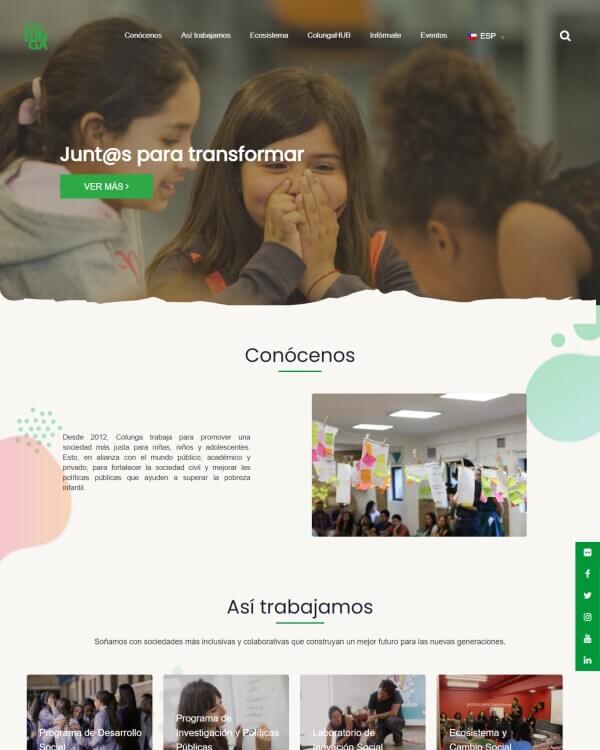 CO
LUN
GA
Conócenos Así trabajamos Ecosistema ColungaHUB Infórmate Eventos ESP
Junt@s para transformar
VER MÁS >
Conócenos
Desde 2012, Colunga trabaja para promover una
sociedad más justa para niñas, niños y adolescentes.
Esto, en alianza con el mundo público, académico y
privado, para fortalecer la sociedad civil y mejorar las
políticas públicas que ayuden a superar la pobreza
infantil.
Así trabajamos
Soñamos con sociedades más inclusivas y colaborativas que construyan un mejor futuro para las nuevas generaciones.
Programa de Desarrollo
Social
Programa de
Investigación y Políticas
Públicas
Laboratorio de
Inovación Social
juntos para transformar
Ecosistema y
Cambio Social